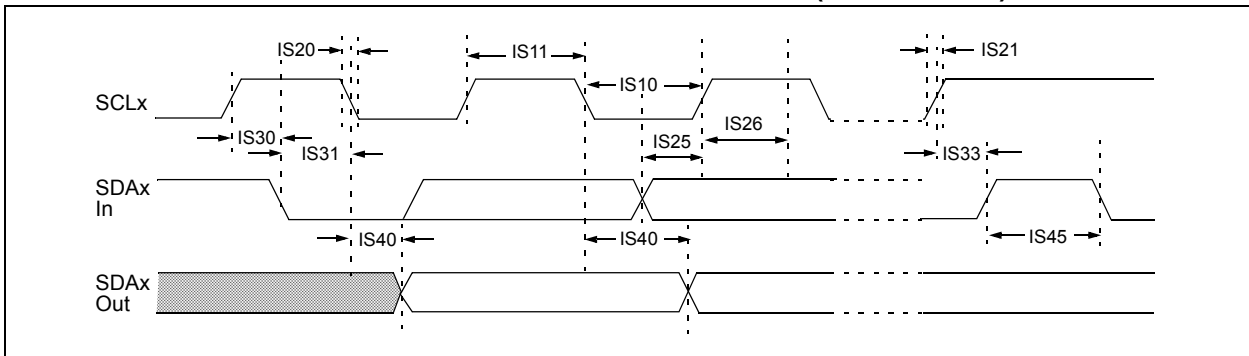 IS20
IS11
IS21
IS10
SCLx
IS30
IS26
IS31
IS25
IS33
SDAx
In
IS40
IS40
IS45
SDAx
Out